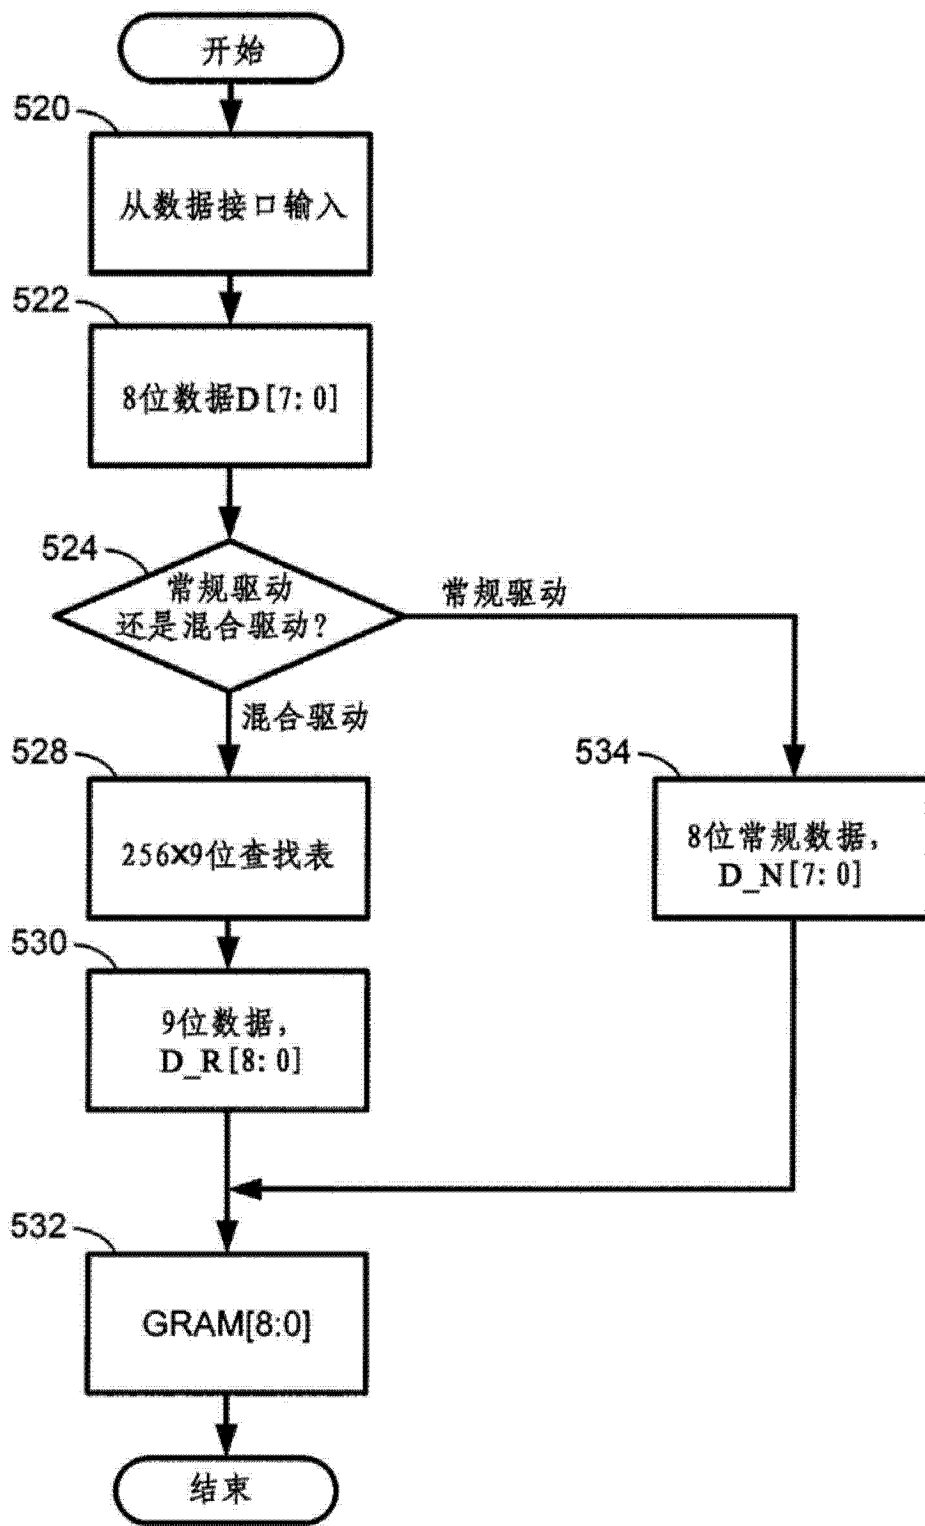 开始
520
从数据接口输入
522
8位数据D[7:0]
524
常规驱动
还是混合驱动?
常规驱动
混合驱动
528
256×9位查找表
534
8位常规数据,
D_N[7:0]
530
9位数据,
D_R[8:0]
532
GRAM[8:0]
结束